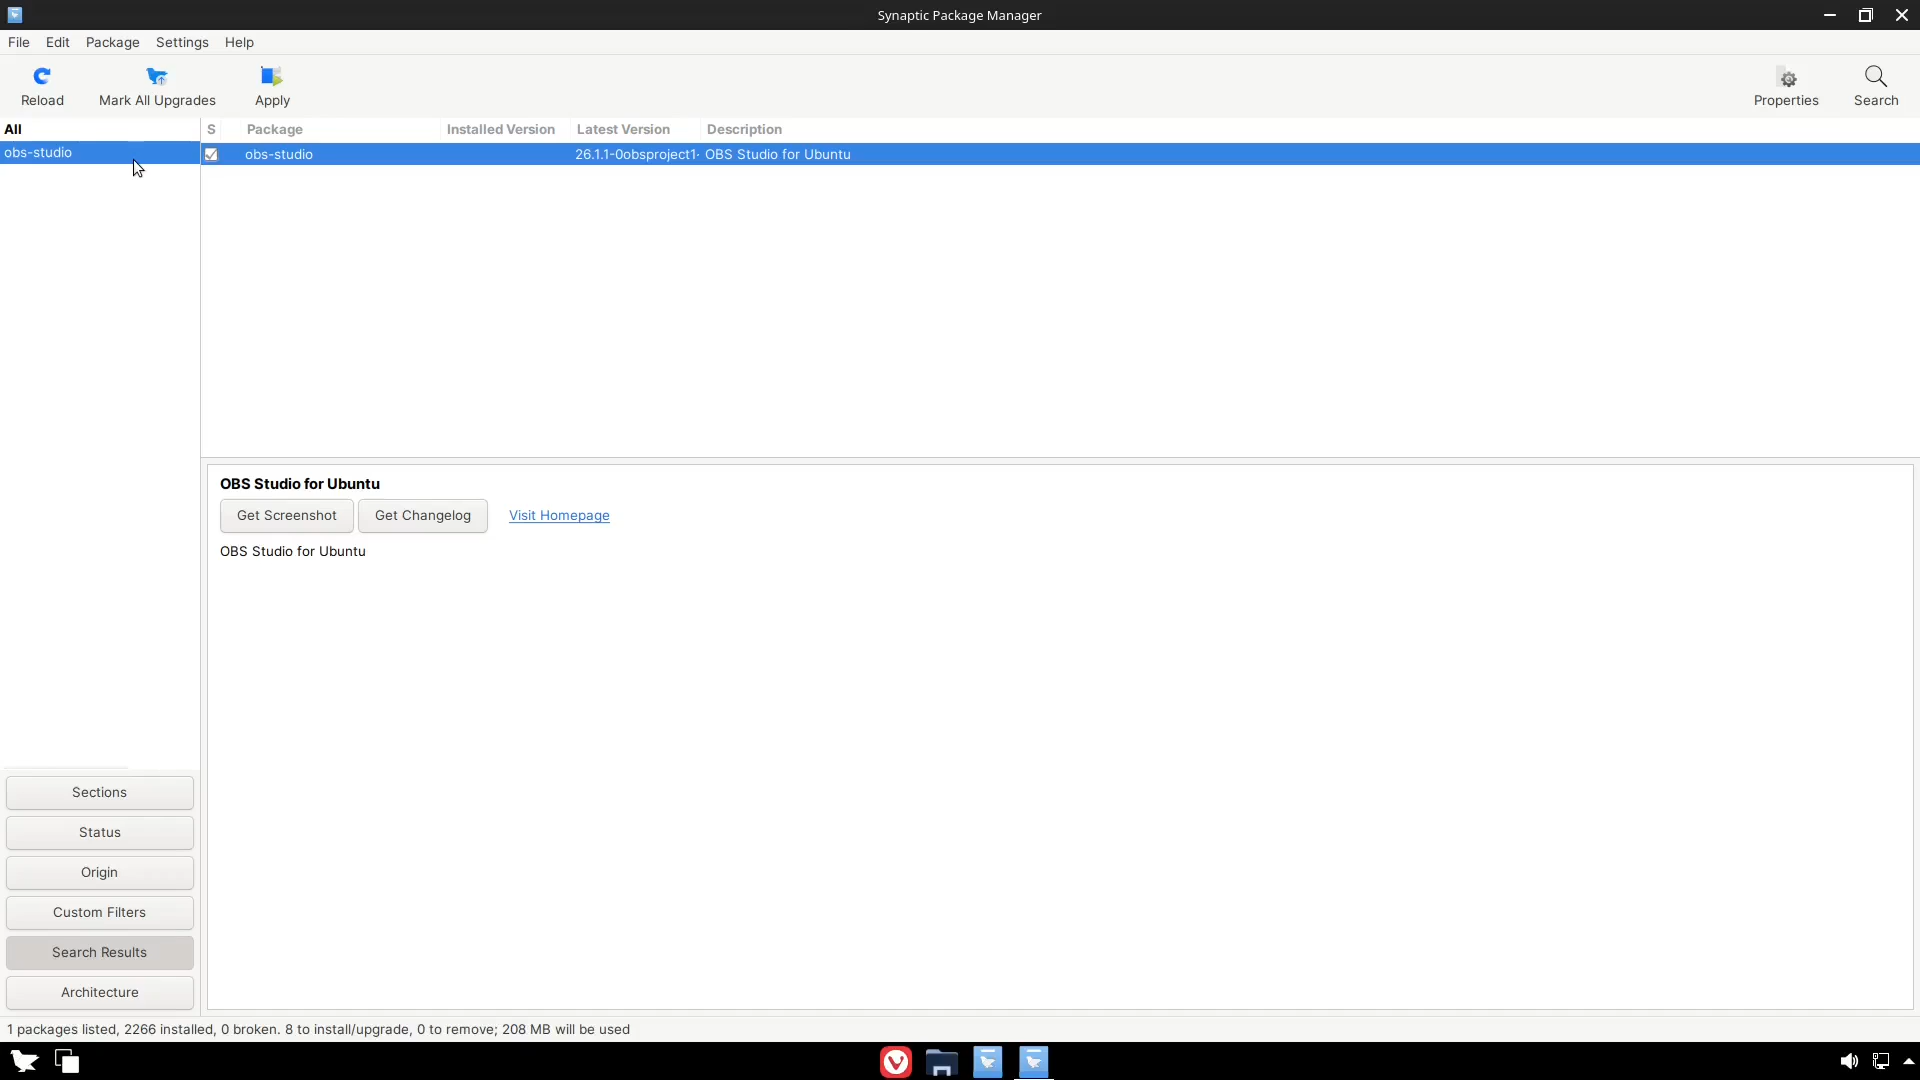 Synaptic Package Manager
File Edit Package Settings Help
Reload Mark All Upgrades Apply Properties Search
All
obs-studio
S Package Installed Version Latest Version Description
obs-studio 26.1.1-0obsproject1· OBS Studio for Ubuntu
OBS Studio for Ubuntu
Get Screenshot Get Changelog Visit Homepage
OBS Studio for Ubuntu
Sections
Status
Origin
Custom Filters
Search Results
Architecture
1 packages listed, 2266 installed, 0 broken. 8 to install/upgrade, 0 to remove; 208 MB will be used